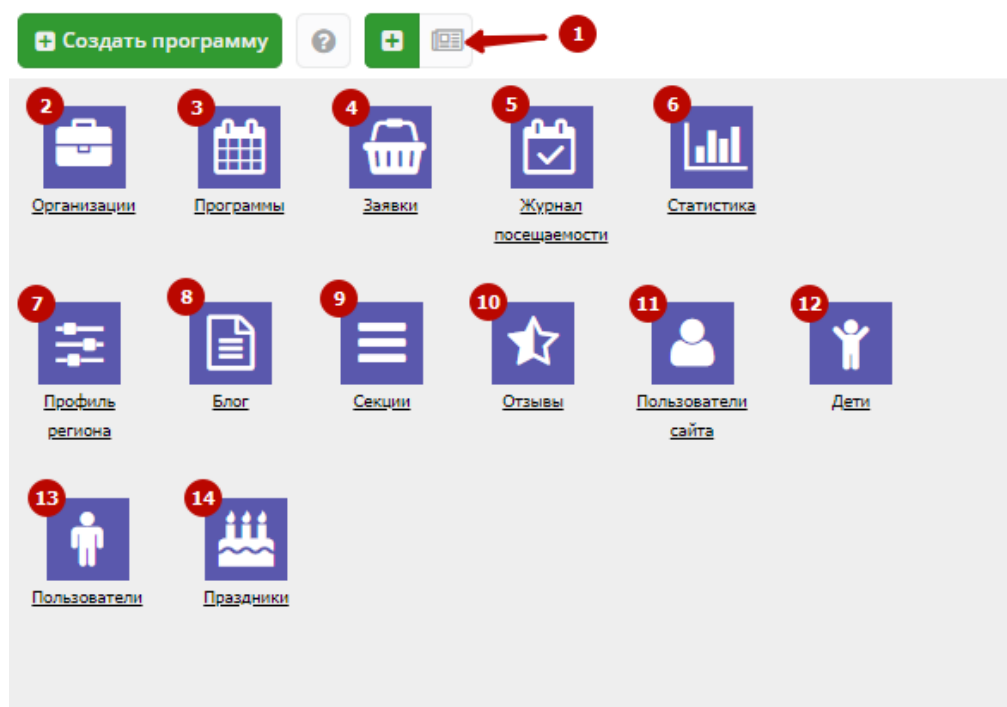 Создать программу
1
2
3
4
5
6
Организации
Программы
Заявки
Журнал
посещаемости
Статистика
7
8
9
10
11
12
Профиль
региона
Блог
Секции
Отзывы
Пользователи
сайта
Дети
13
14
Пользователи
Праздники